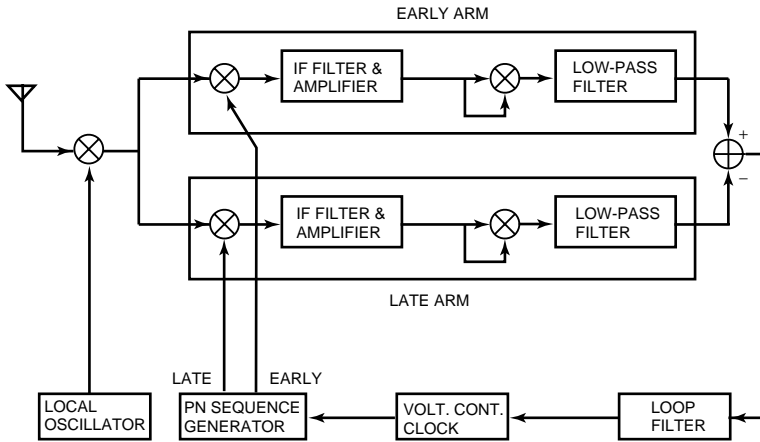 EARLY ARM
IF FILTER &
AMPLIFIER
LOW-PASS
FILTER
+
−
IF FILTER &
AMPLIFIER
LOW-PASS
FILTER
LATE ARM
LATE
EARLY
LOCAL
OSCILLATOR
PN SEQUENCE
GENERATOR
VOLT. CONT.
CLOCK
LOOP
FILTER